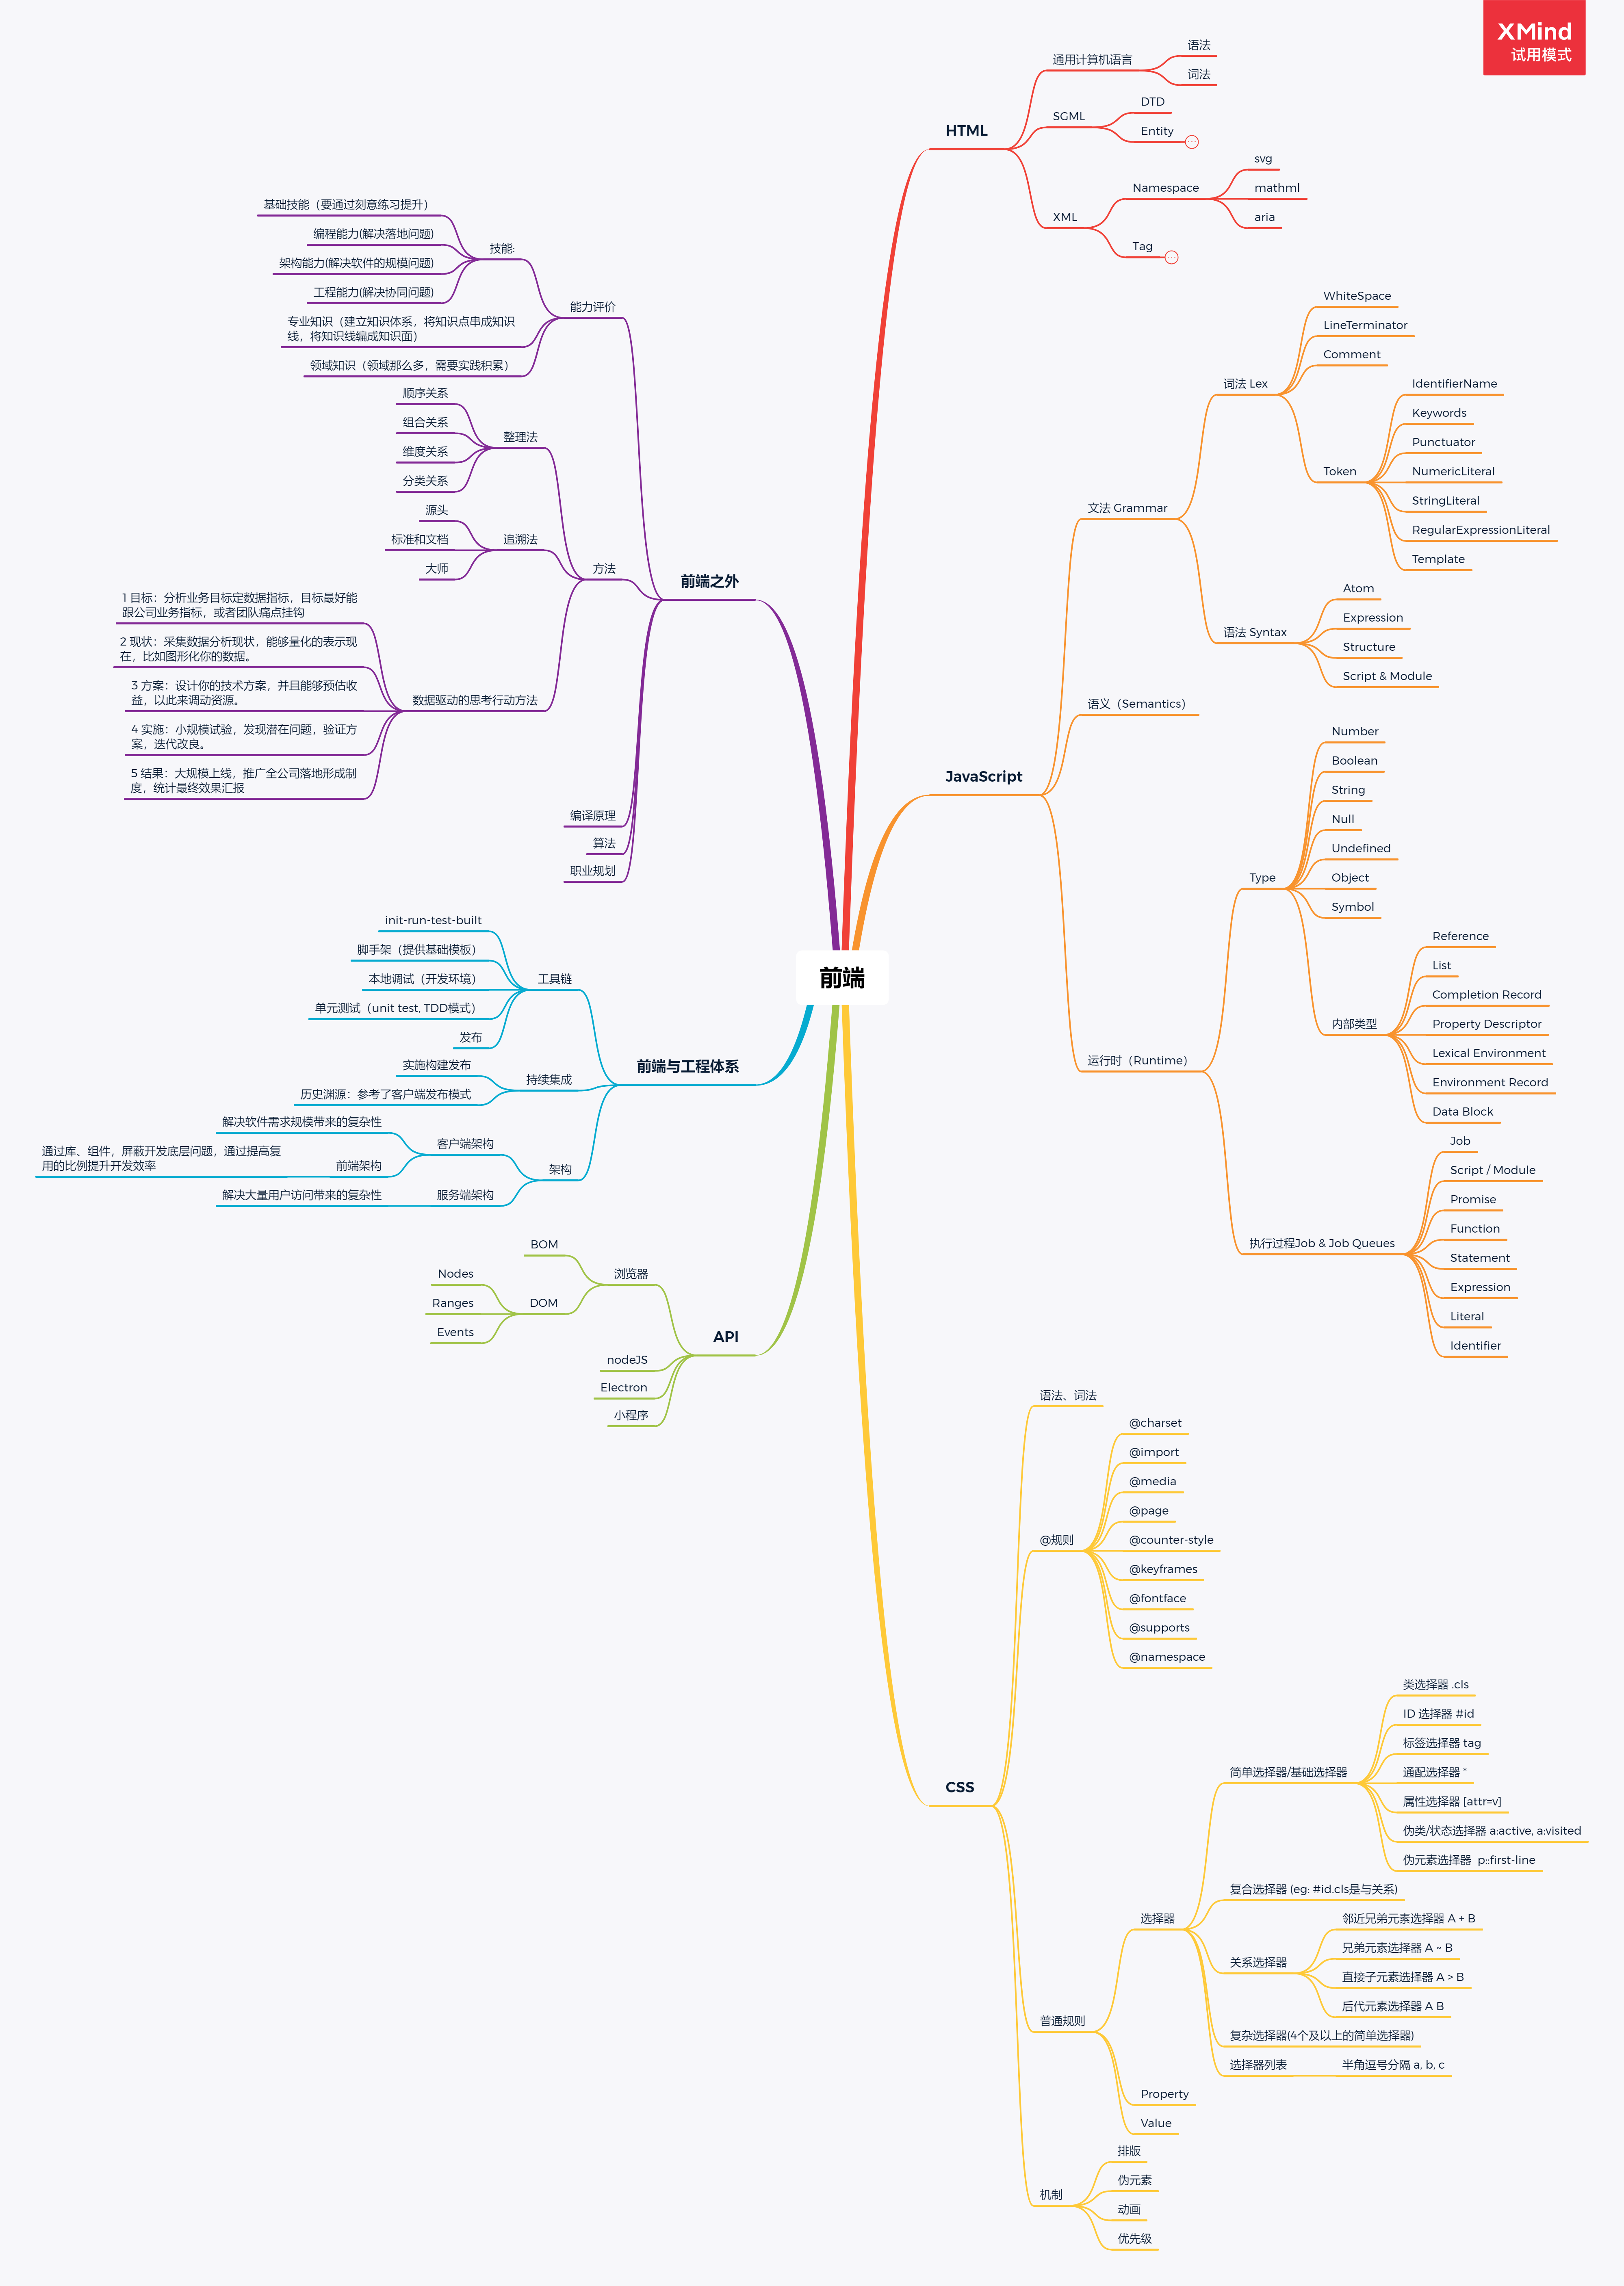 XMind
试用模式
前端
HTML
通用计算机语言
语法
词法
SGML
DTD
Entity
XML
Namespace
svg
mathml
aria
Tag
JavaScript
文法 Grammar
词法 Lex
WhiteSpace
LineTerminator
Comment
Token
IdentifierName
Keywords
Punctuator
NumericLiteral
StringLiteral
RegularExpressionLiteral
Template
语法 Syntax
Atom
Expression
Structure
Script & Module
语义（Semantics）
运行时（Runtime）
Type
Number
Boolean
String
Null
Undefined
Object
Symbol
内部类型
Reference
List
Completion Record
Property Descriptor
Lexical Environment
Environment Record
Data Block
执行过程Job & Job Queues
Job
Script / Module
Promise
Function
Statement
Expression
Literal
Identifier
CSS
语法、词法
@规则
@charset
@import
@media
@page
@counter-style
@keyframes
@fontface
@supports
@namespace
普通规则
选择器
简单选择器/基础选择器
类选择器 .cls
ID 选择器 #id
标签选择器 tag
通配选择器 *
属性选择器 [attr=v]
伪类/状态选择器 a:active, a:visited
伪元素选择器  p::first-line
复合选择器 (eg: #id.cls是与关系)
关系选择器
邻近兄弟元素选择器 A + B
兄弟元素选择器 A ~ B
直接子元素选择器 A > B
后代元素选择器 A B
复杂选择器(4个及以上的简单选择器)
选择器列表
半角逗号分隔 a, b, c
Property
Value
机制
排版
伪元素
动画
优先级
前端之外
能力评价
技能:
基础技能（要通过刻意练习提升）
编程能力(解决落地问题)
架构能力(解决软件的规模问题)
工程能力(解决协同问题)
专业知识（建立知识体系，将知识点串成知识
线，将知识线编成知识面）
领域知识（领域那么多，需要实践积累）
方法
整理法
顺序关系
组合关系
维度关系
分类关系
追溯法
源头
标准和文档
大师
数据驱动的思考行动方法
1 目标：分析业务目标定数据指标，目标最好能
跟公司业务指标，或者团队痛点挂钩
2 现状：采集数据分析现状，能够量化的表示现
在，比如图形化你的数据。
3 方案：设计你的技术方案，并且能够预估收
益，以此来调动资源。
4 实施：小规模试验，发现潜在问题，验证方
案，迭代改良。
5 结果：大规模上线，推广全公司落地形成制
度，统计最终效果汇报
编译原理
算法
职业规划
前端与工程体系
工具链
init-run-test-built
脚手架（提供基础模板）
本地调试（开发环境）
单元测试（unit test, TDD模式）
发布
持续集成
实施构建发布
历史渊源：参考了客户端发布模式
架构
客户端架构
解决软件需求规模带来的复杂性
前端架构
通过库、组件，屏蔽开发底层问题，通过提高复
用的比例提升开发效率
服务端架构
解决大量用户访问带来的复杂性
API
浏览器
BOM
DOM
Nodes
Ranges
Events
nodeJS
Electron
小程序